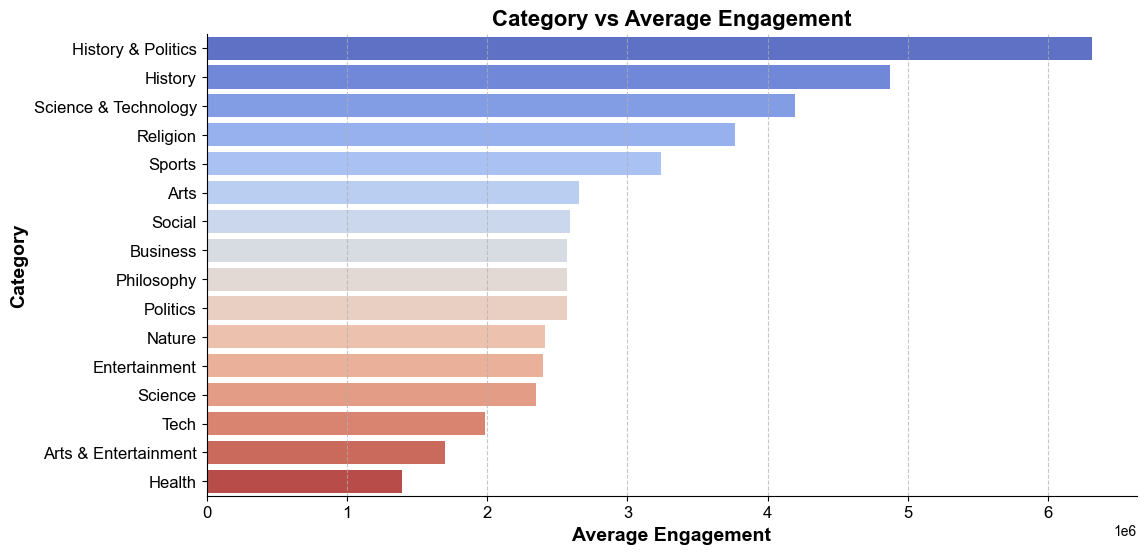 Category vs Average Engagement
Category
History & Politics
History
Science & Technology
Religion
Sports
Arts
Social
Business
Philosophy
Politics
Nature
Entertainment
Science
Tech
Arts & Entertainment
Health
0 1 2 3 4 5 6
1e6
Average Engagement